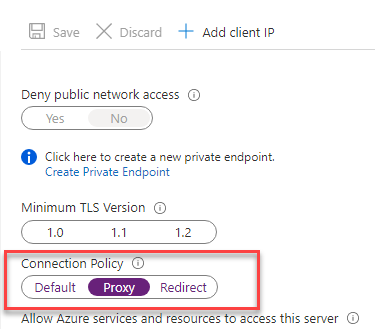 Save Discard Add client IP
Deny public network access
Yes No
Click here to create a new private endpoint.
Create Private Endpoint
Minimum TLS Version
1.0 1.1 1.2
Connection Policy
Default Proxy Redirect
Allow Azure services and resources to access this server